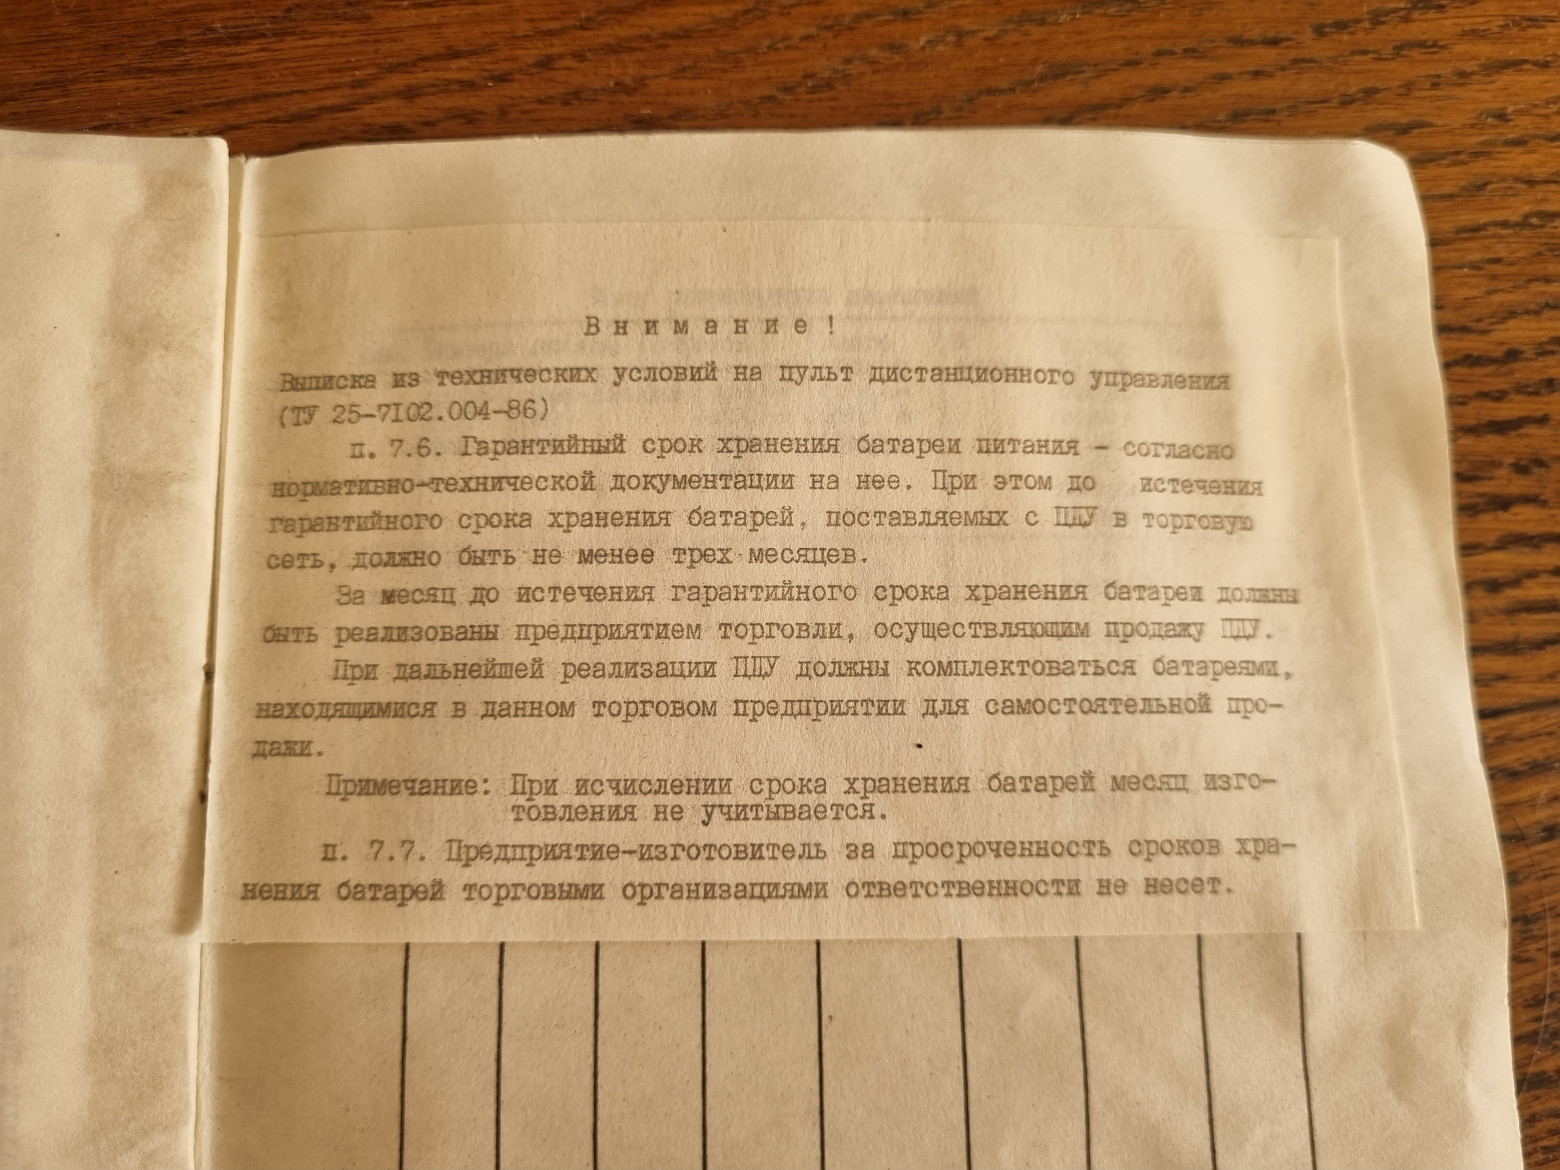 Внимание!
Выписка из технических условий на пульт дистанционного управления
(ТУ 25-7I02.004-86)
п. 7.6. Гарантийный срок хранения батареи питания - согласно
нормативно-технической документации на нее. При этом до истечения
гарантийного срока хранения батарей, поставляемых с ПДУ в торговую
сеть, должно быть не менее трех месяцев.
За месяц до истечения гарантийного срока хранения батареи должны
быть реализованы предприятием торговли, осуществляющим продажу ПДУ.
При дальнейшей реализации ПДУ должны комплектоваться батареями,
находящимися в данном торговом предприятии для самостоятельной про-
дажи.
Примечание: При исчислении срока хранения батарей месяц изго-
товления не учитывается.
п. 7.7. Предприятие-изготовитель за просроченность сроков хра-
нения батарей торговыми организациями ответственности не несет.